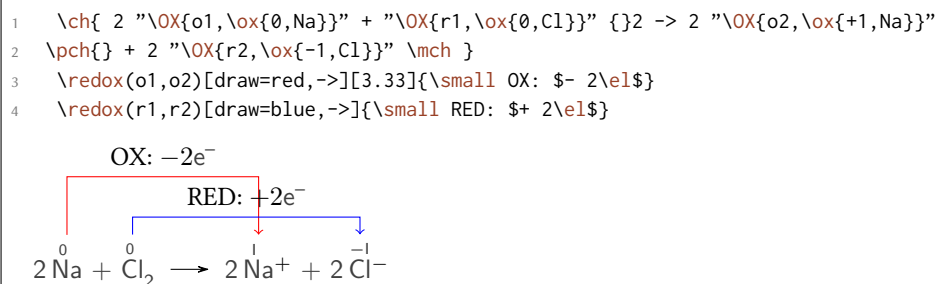 1 \ch{ 2 "\OX{o1,\ox{0,Na}}" + "\OX{r1,\ox{0,Cl}}" {}2 -> 2 "\OX{o2,\ox{+1,Na}}"
2 \pch{} + 2 "\OX{r2,\ox{-1,Cl}}" \mch }
3 \redox(o1,o2)[draw=red,->][3.33]{\small OX: $- 2\el$}
4 \redox(r1,r2)[draw=blue,->]{\small RED: $+ 2\el$}
OX: −2e⁻
RED: +2e⁻
0 0 I −I
2 Na + Cl₂ ⟶ 2 Na⁺ + 2 Cl⁻